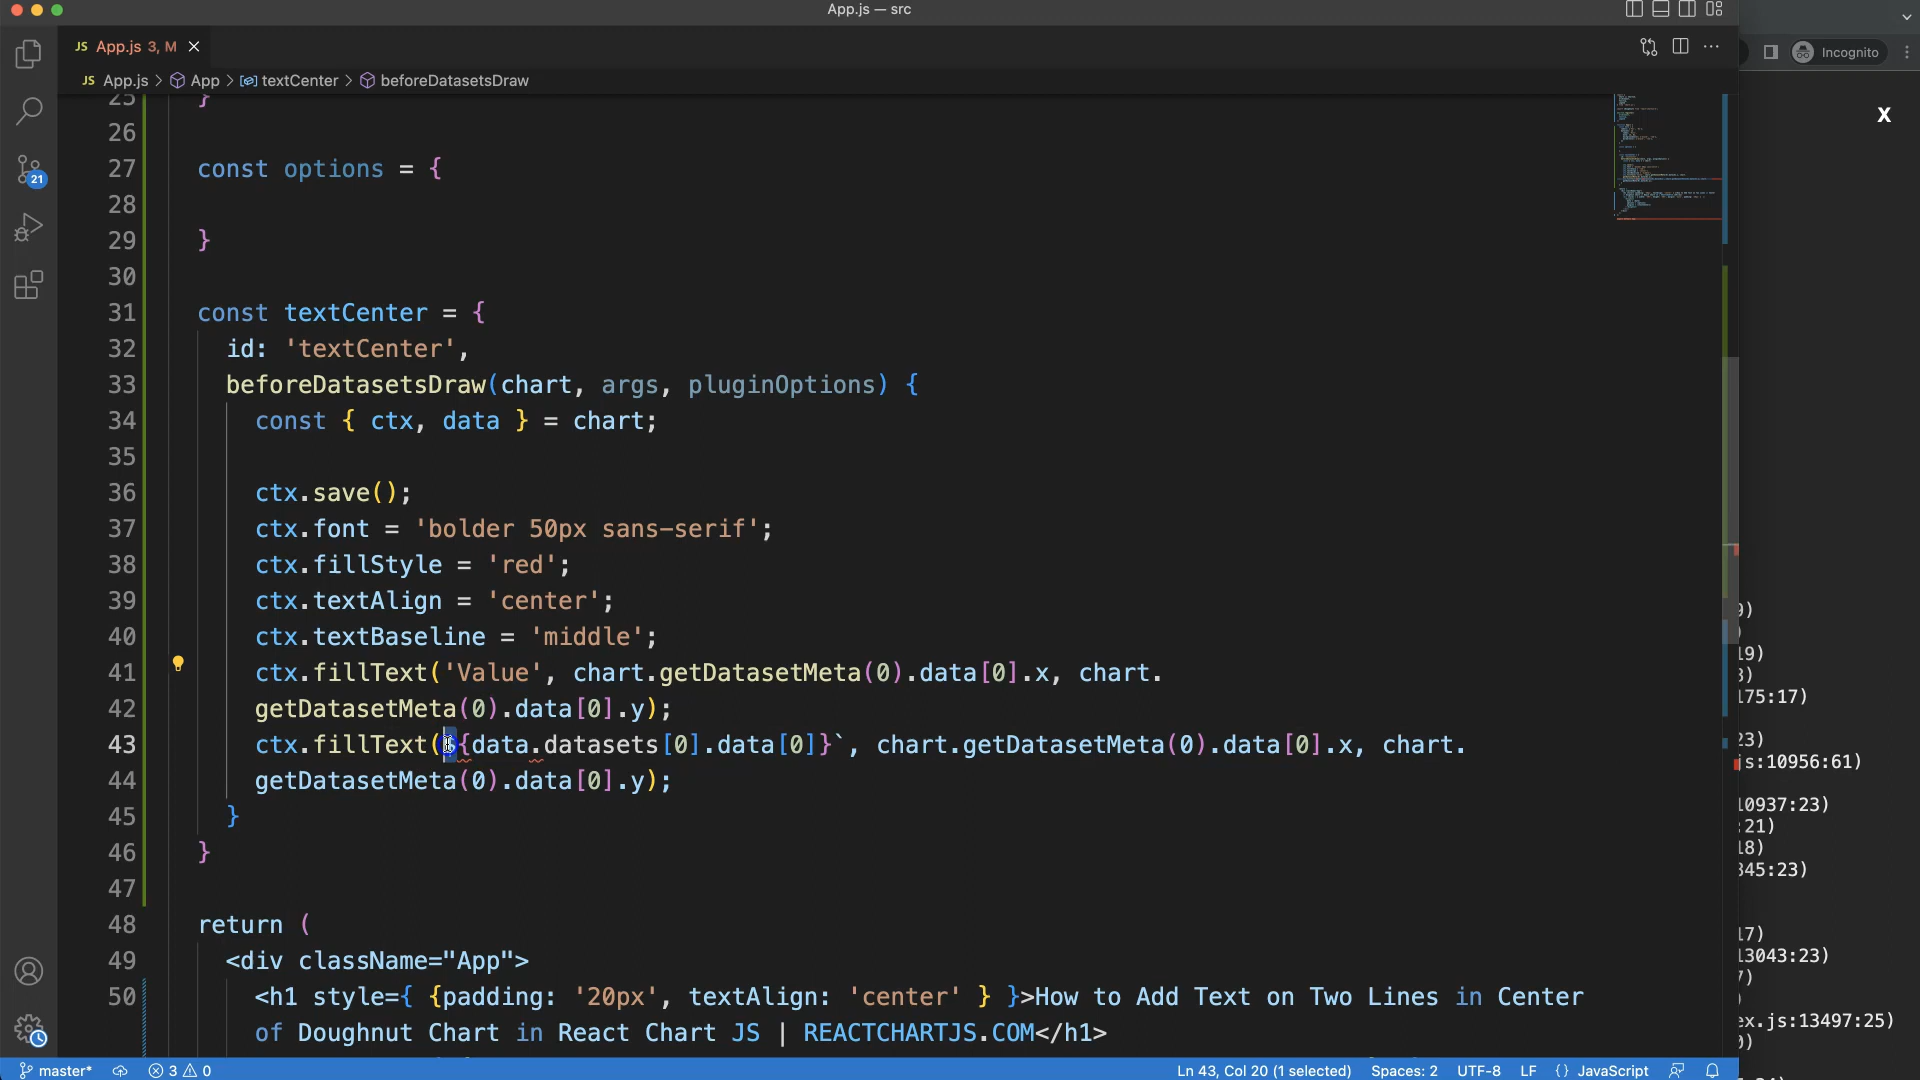 App.js — src
JS App.js 3, M
Incognito
JS App.js > App > textCenter > beforeDatasetsDraw
X
25 }
26
27 const options = {
28
29 }
30
31 const textCenter = {
32 id: 'textCenter',
33 beforeDatasetsDraw(chart, args, pluginOptions) {
34 const { ctx, data } = chart;
35
36 ctx.save();
37 ctx.font = 'bolder 50px sans-serif';
38 ctx.fillStyle = 'red';
39 ctx.textAlign = 'center';
40 ctx.textBaseline = 'middle';
41 ctx.fillText('Value', chart.getDatasetMeta(0).data[0].x, chart.
42 getDatasetMeta(0).data[0].y);
43 ctx.fillText(${data.datasets[0].data[0]}`, chart.getDatasetMeta(0).data[0].x, chart.
44 getDatasetMeta(0).data[0].y);
45 }
46 }
47
48 return (
49 <div className="App">
50 <h1 style={ {padding: '20px', textAlign: 'center' } }>How to Add Text on Two Lines in Center
of Doughnut Chart in React Chart JS | REACTCHARTJS.COM</h1>
21
175:17)
js:10956:61)
10937:23)
:21)
345:23)
13043:23)
ex.js:13497:25)
master* 3 0 Ln 43, Col 20 (1 selected) Spaces: 2 UTF-8 LF {} JavaScript